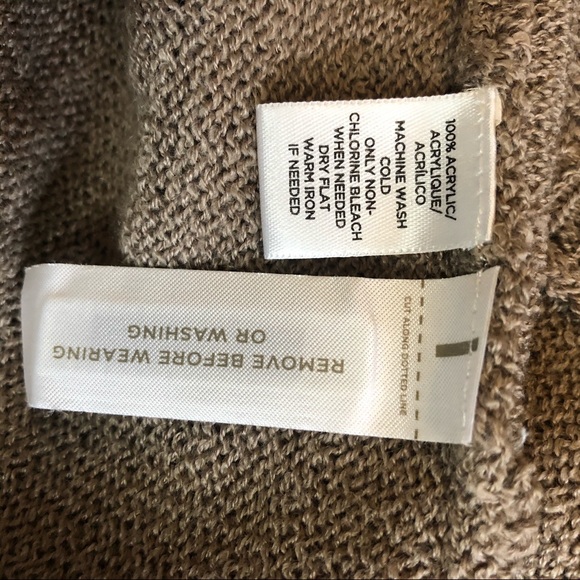 100% ACRYLIC/
ACRYLIQUE/
ACRÍLICO
MACHINE WASH
COLD
ONLY NON-
CHLORINE BLEACH
WHEN NEEDED
DRY FLAT
WARM IRON
IF NEEDED
REMOVE BEFORE WEARING
OR WASHING
CUT ALONG DOTTED LINE